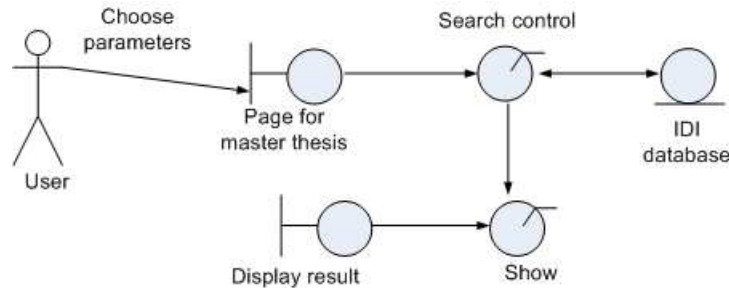 Choose
parameters
Search control
Page for
master thesis
IDI
database
User
Display result
Show